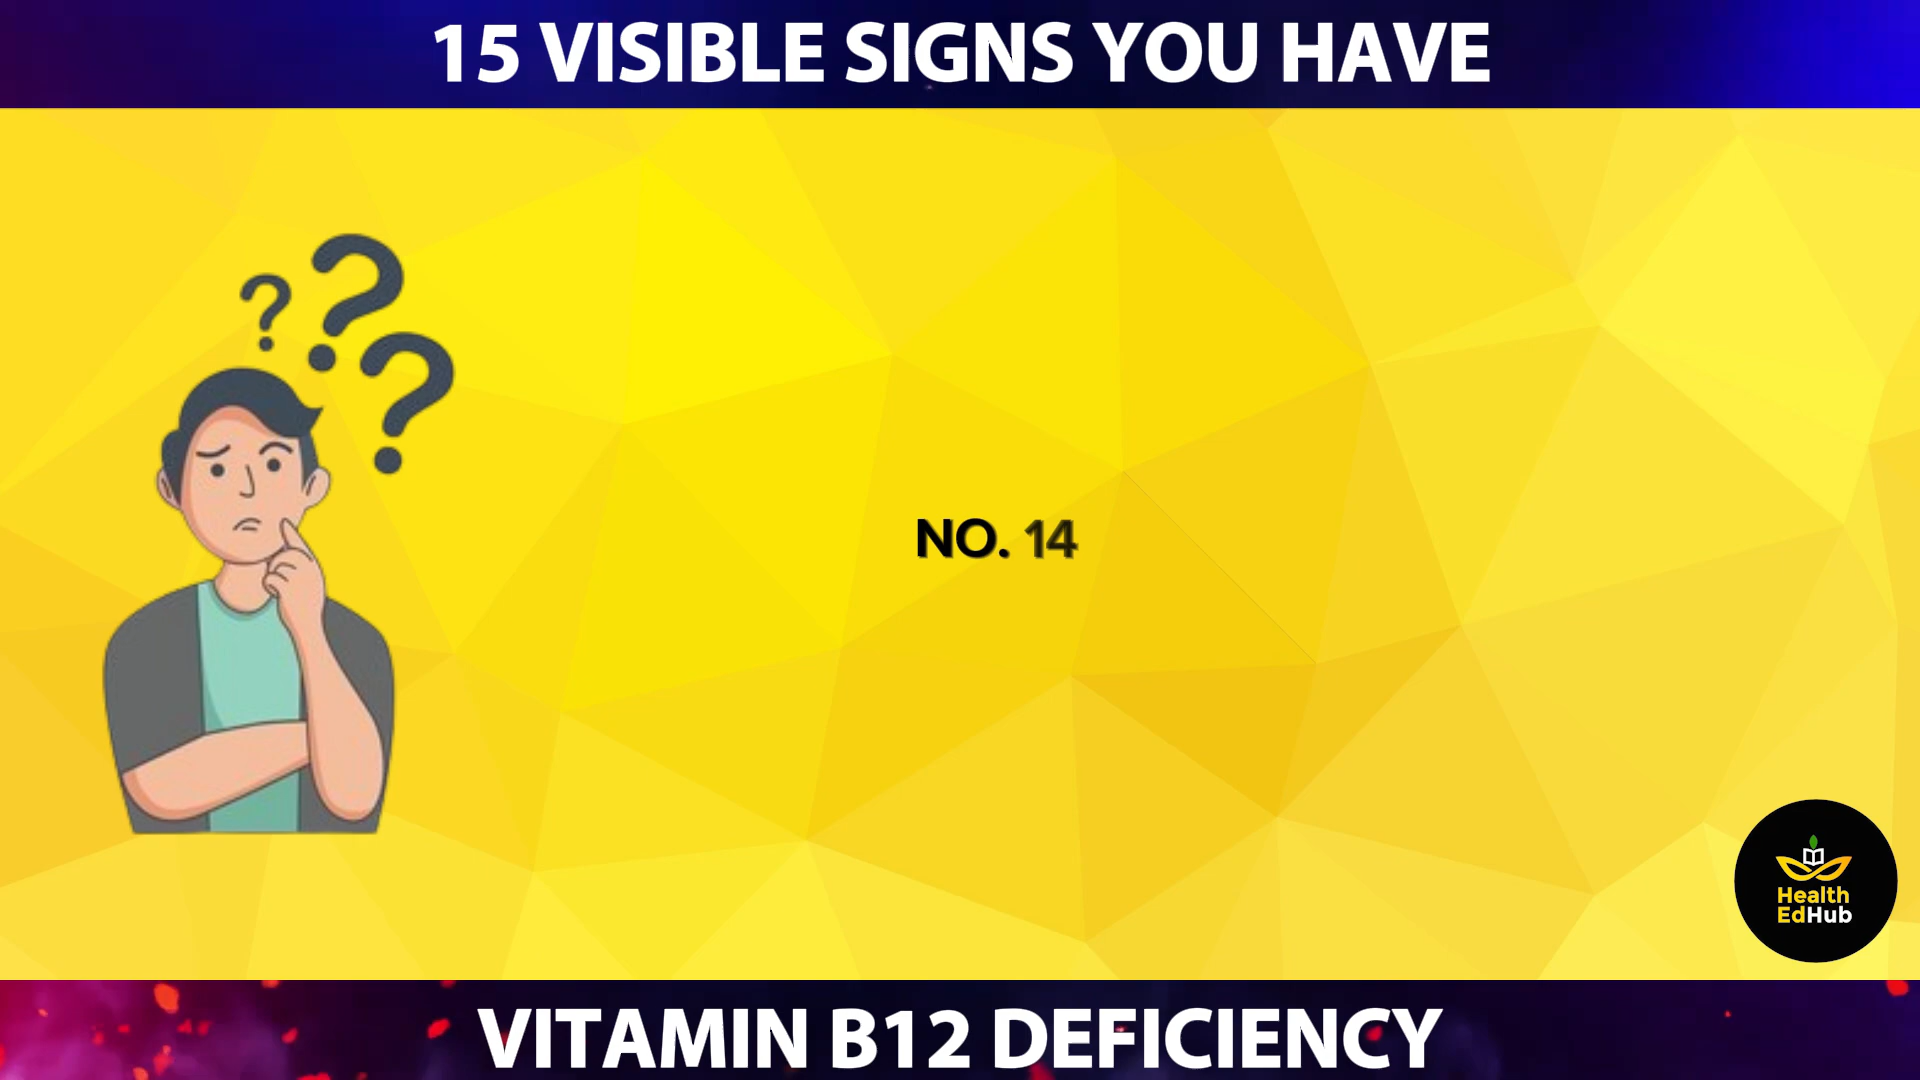 15 VISIBLE SIGNS YOU HAVE
NO. 14
Health
EdHub
VITAMIN B12 DEFICIENCY